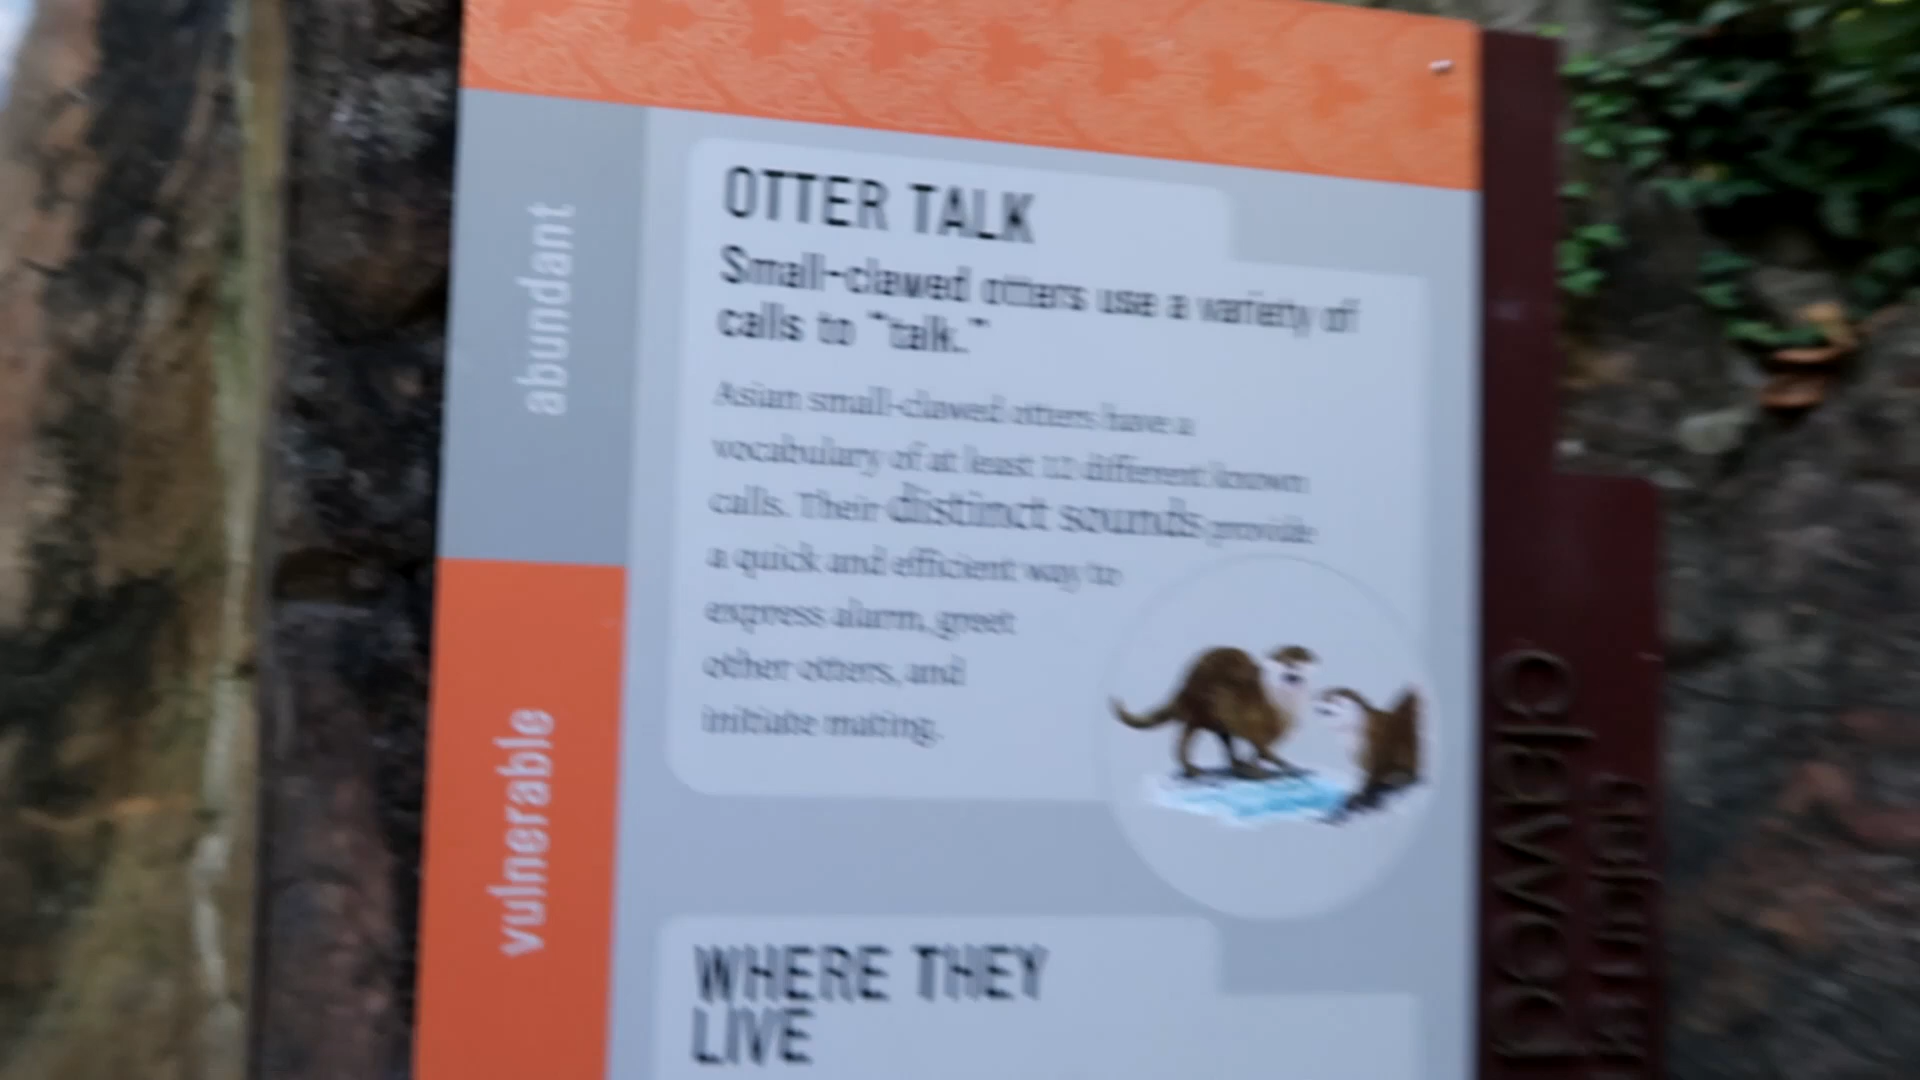 abundant
vulnerable
OTTER TALK
Small-clawed otters use a variety of
calls to "talk."
Asian small-clawed otters have a
vocabulary of at least 12 different known
calls. Their distinct sounds provide
a quick and efficient way to
express alarm, greet
other otters, and
initiate mating.
WHERE THEY
LIVE